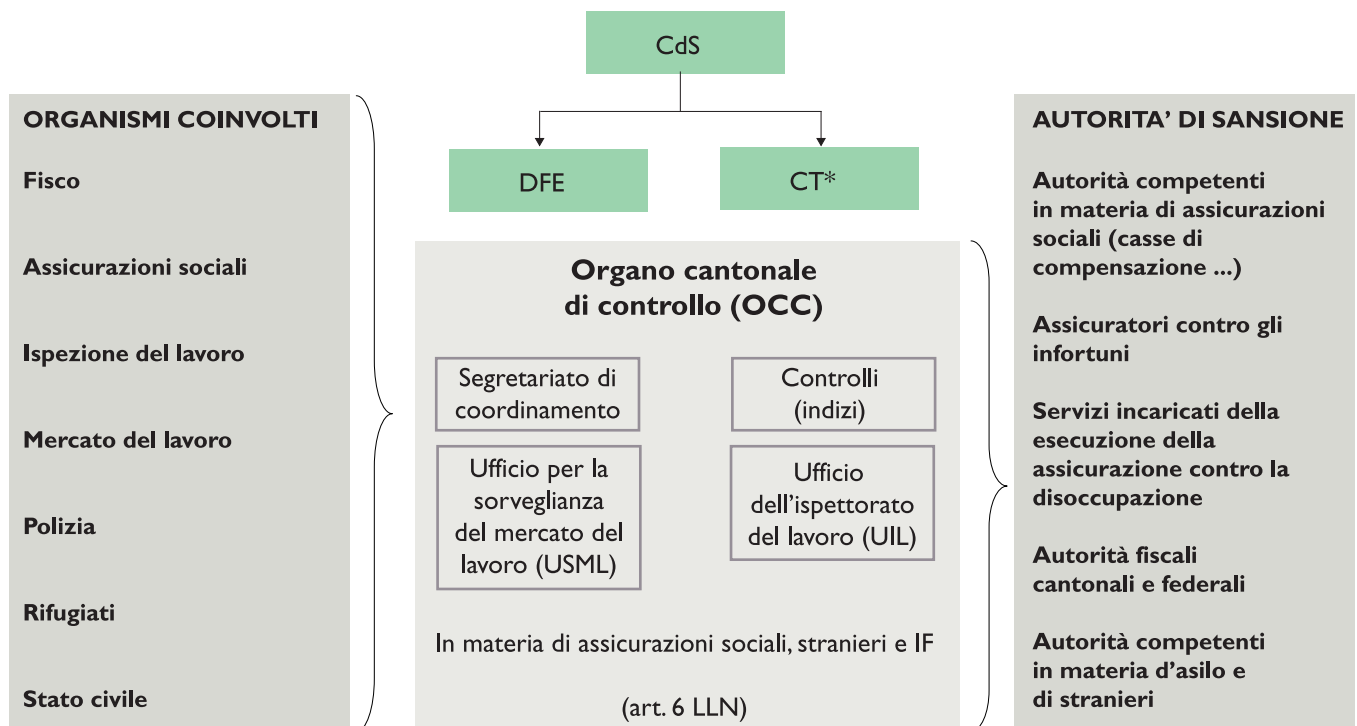 CdS
DFE
CT*
ORGANISMI COINVOLTI
Fisco
Assicurazioni sociali
Ispezione del lavoro
Mercato del lavoro
Polizia
Rifugiati
Stato civile
Organo cantonale
di controllo (OCC)
Segretariato di
coordinamento
Controlli
(indizi)
Ufficio per la
sorveglianza
del mercato del
lavoro (USML)
Ufficio
dell'ispettorato
del lavoro (UIL)
In materia di assicurazioni sociali, stranieri e IF
(art. 6 LLN)
AUTORITA' DI SANSIONE
Autorità competenti
in materia di assicurazioni
sociali (casse di
compensazione ...)
Assicuratori contro gli
infortuni
Servizi incaricati della
esecuzione della
assicurazione contro la
disoccupazione
Autorità fiscali
cantonali e federali
Autorità competenti
in materia d'asilo e
di stranieri